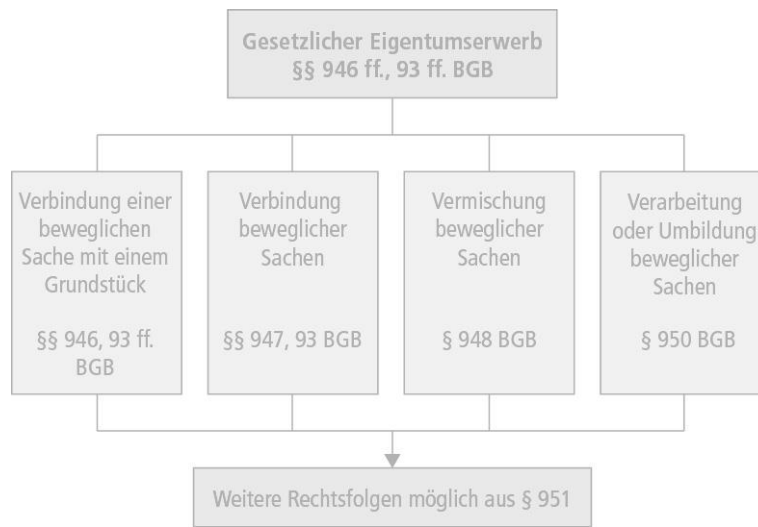 Gesetzlicher Eigentumserwerb
§§ 946 ff., 93 ff. BGB
Verbindung einer
beweglichen
Sache mit einem
Grundstück
§§ 946, 93 ff.
BGB
Verbindung
beweglicher
Sachen
§§ 947, 93 BGB
Vermischung
beweglicher
Sachen
§ 948 BGB
Verarbeitung
oder Umbildung
beweglicher
Sachen
§ 950 BGB
Weitere Rechtsfolgen möglich aus § 951